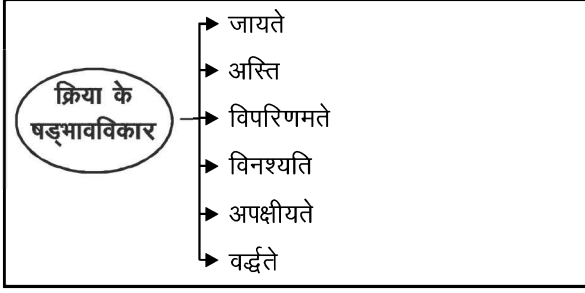 क्रिया के
षड्भावविकार
जायते
अस्ति
विपरिणमते
विनश्यति
अपक्षीयते
वर्द्धते